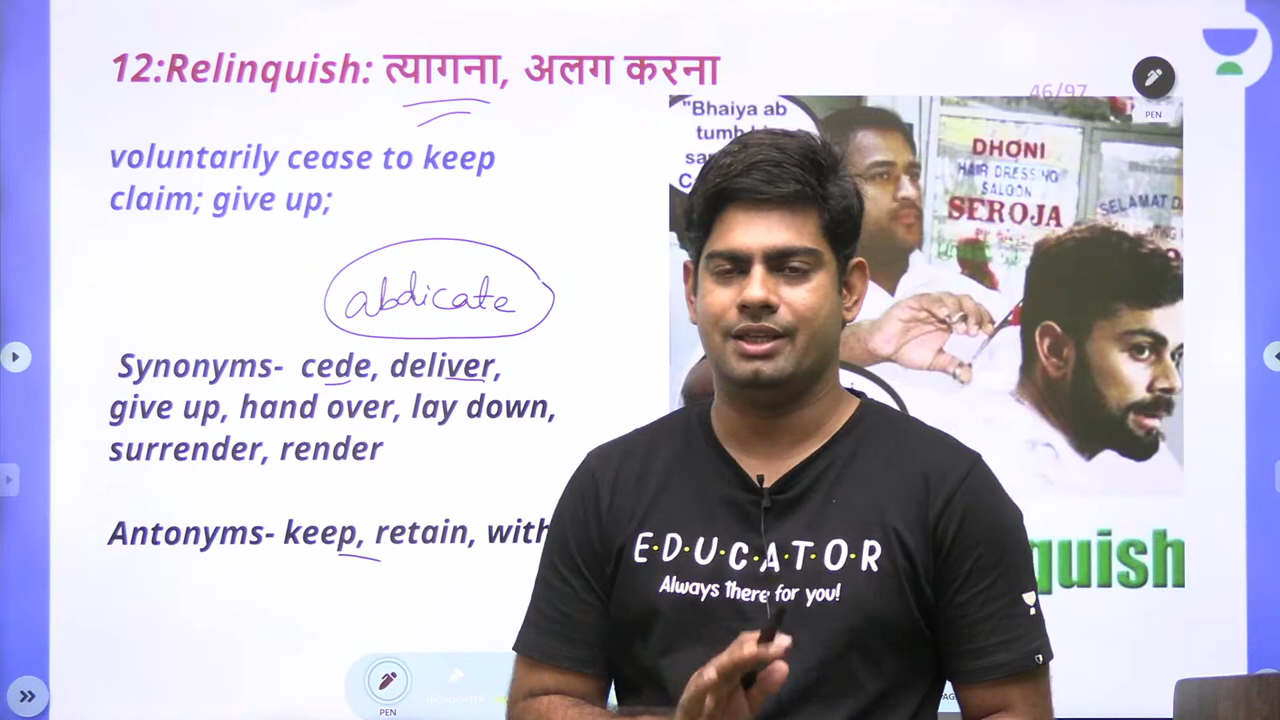 12:Relinquish: त्यागना, अलग करना
46/97
PEN
voluntarily cease to keep
claim; give up;
abdicate
Synonyms- cede, deliver,
give up, hand over, lay down,
surrender, render
Antonyms- keep, retain, with
"Bhaiya ab
DHONI
HAIR DRESSING
SALOON
SEROJA
SELAMAT
quish
E.D.U.C.A.T.O.R
Always there for you!
PEN